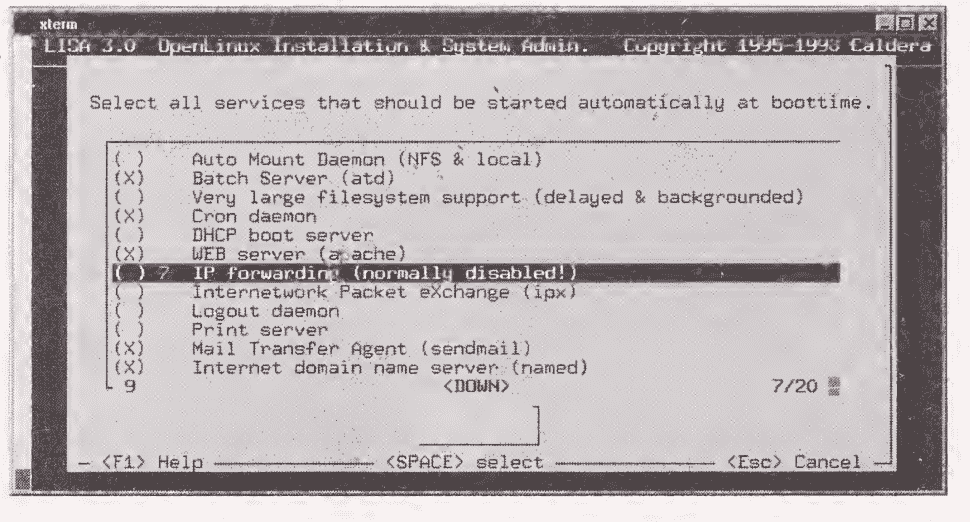 xterm
LISA 3.0 OpenLinux Installation & System Admin. Copyright 1995-1998 Caldera
Select all services that should be started automatically at boottime.
( ) Auto Mount Daemon (NFS & local)
(X) Batch Server (atd)
( ) Very large filesystem support (delayed & backgrounded)
(X) Cron daemon
( ) DHCP boot server
(X) WEB server (apache)
( ) 7 IP forwarding (normally disabled!)
( ) Internetwork Packet eXchange (ipx)
( ) Logout daemon
( ) Print server
(X) Mail Transfer Agent (sendmail)
(X) Internet domain name server (named)
9 <DOWN> 7/20
<F1> Help <SPACE> select <Esc> Cancel